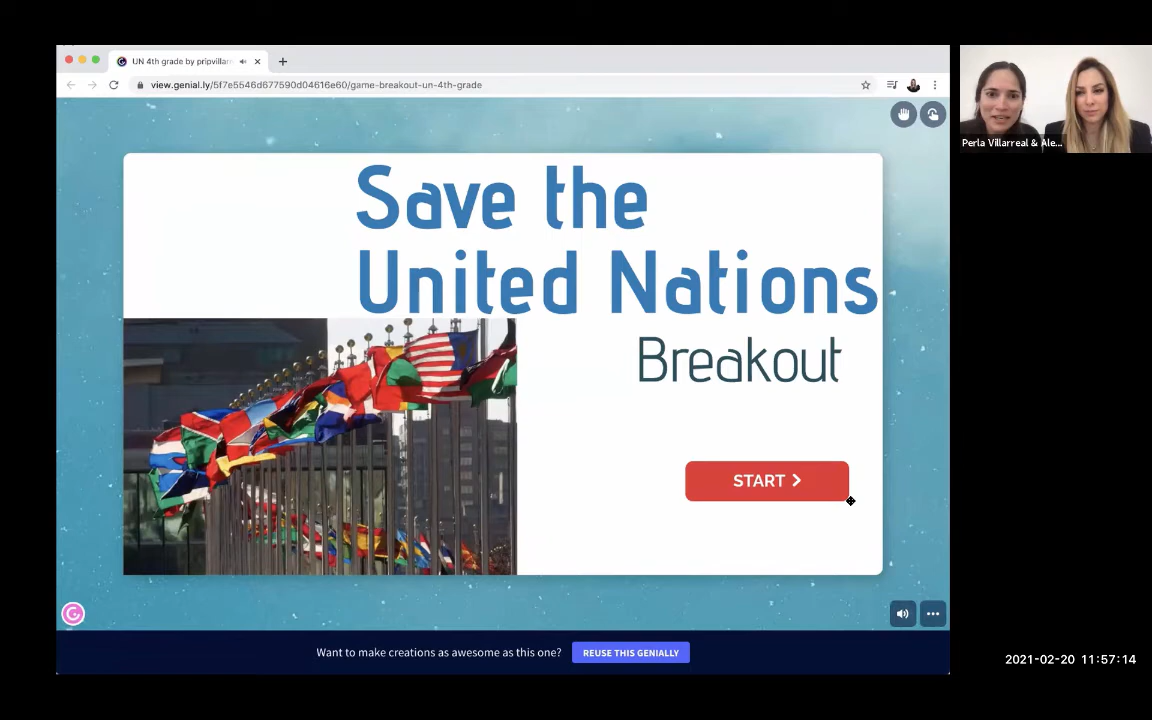 UN 4th grade by pripvillarr
view.genial.ly/5f7e5546d677590d04616e60/game-breakout-un-4th-grade
Perla Villarreal & Ale...
Save the
United Nations
Breakout
START
Want to make creations as awesome as this one?
REUSE THIS GENIALLY
2021-02-20 11:57:14